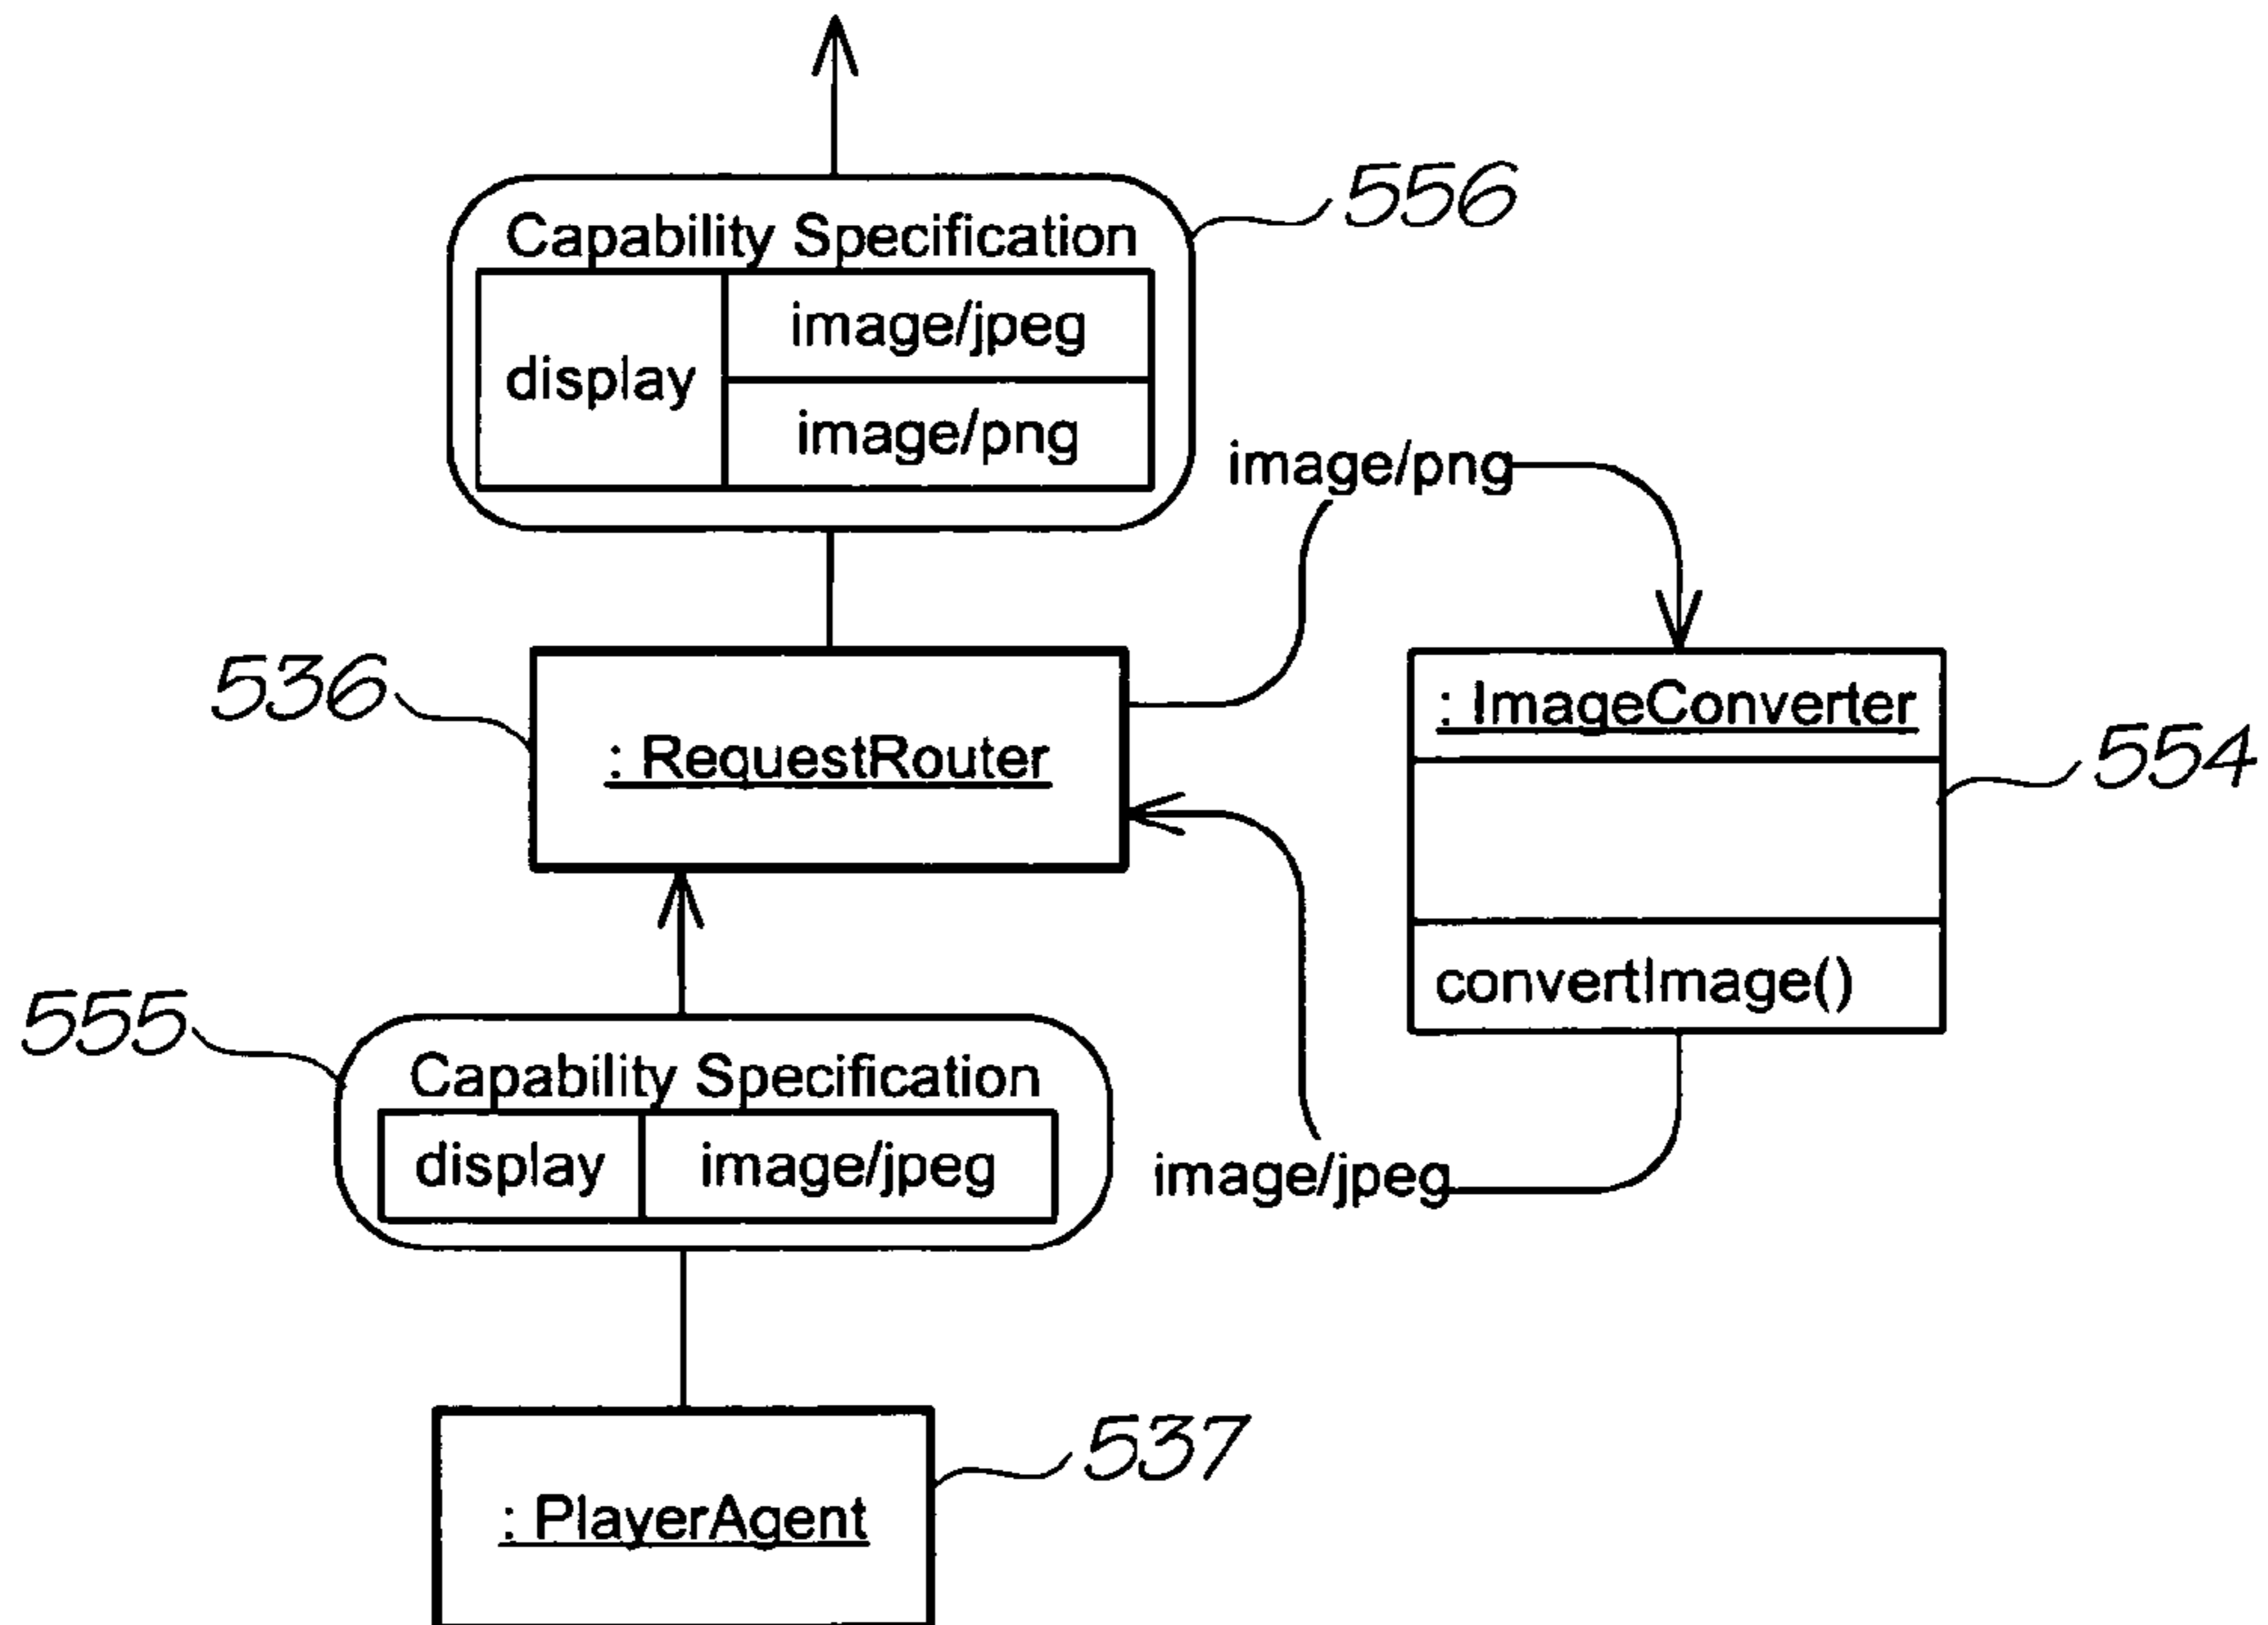 556
Capability Specification
display
image/jpeg
image/png
image/png
536
: RequestRouter
: ImageConverter
554
convertImage()
555
Capability Specification
display
image/jpeg
image/jpeg
537
: PlayerAgent